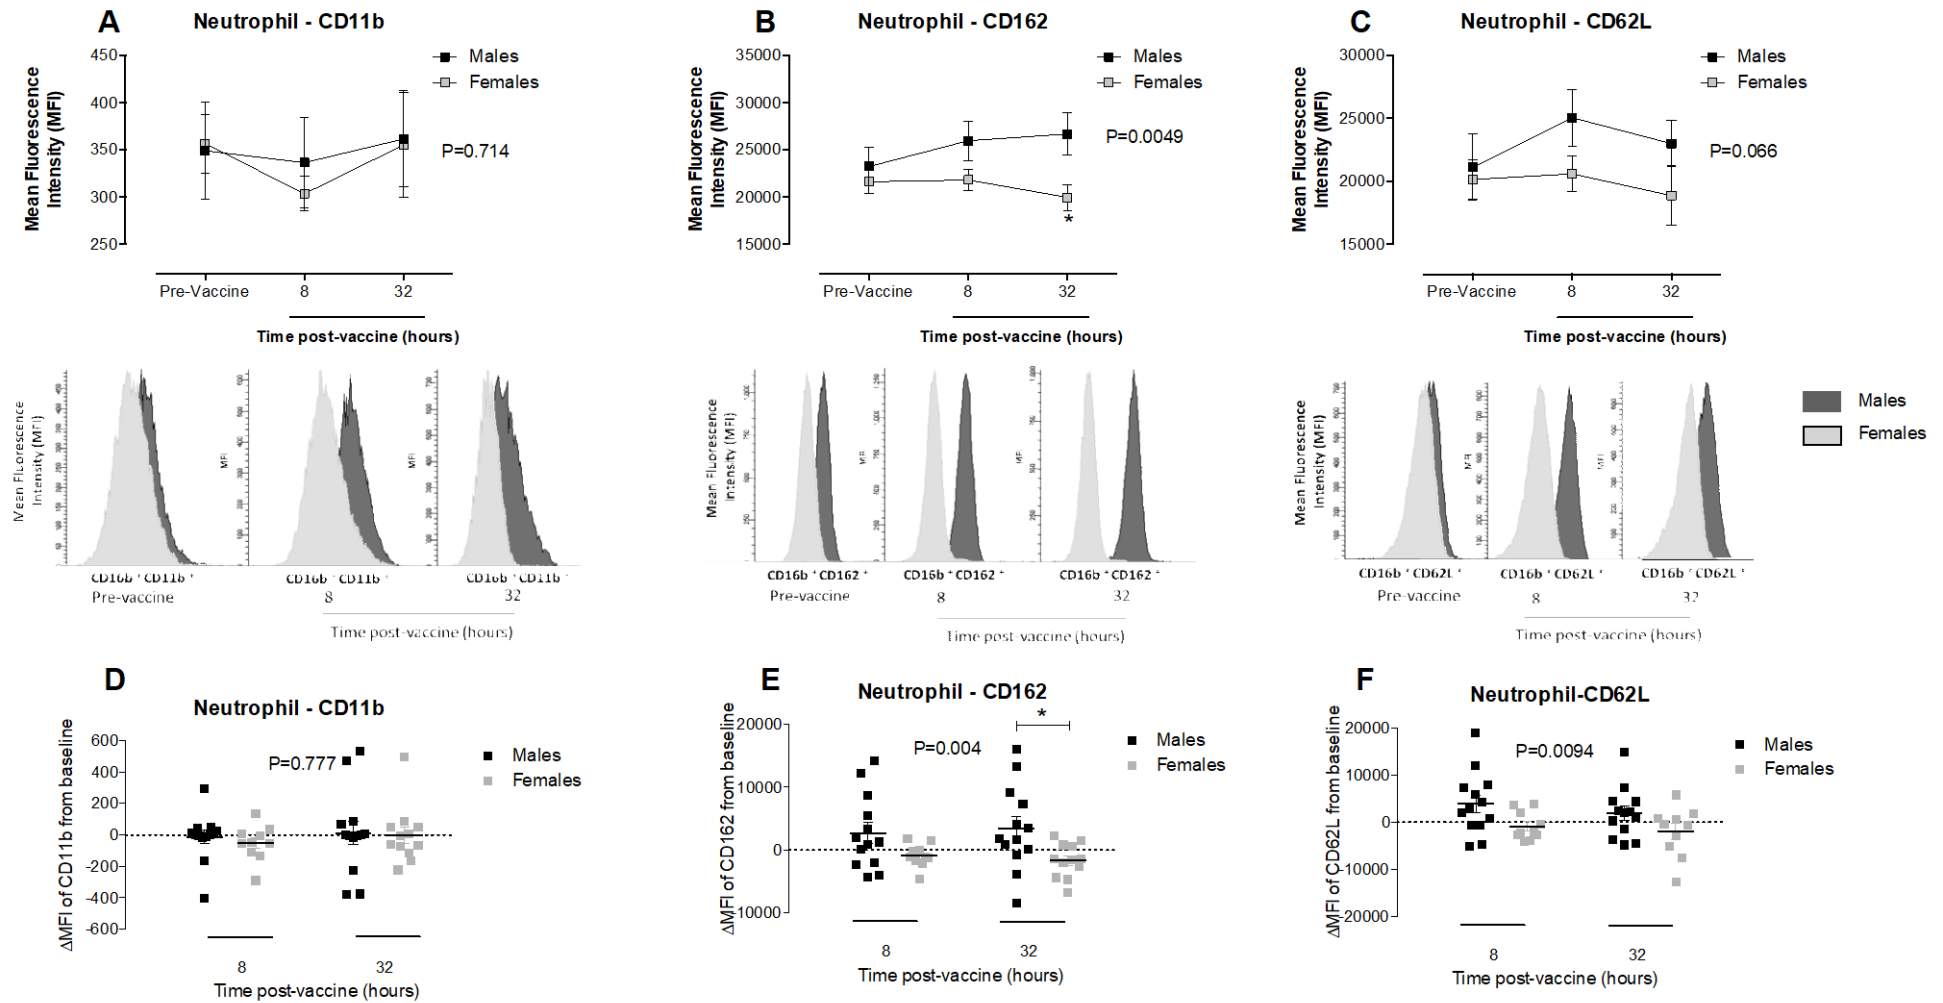 A Neutrophil - CD11b
Mean Fluorescence
Intensity (MFI)
450
400
350
300
250
Males
Females
P=0.714
Pre-Vaccine 8 32
Time post-vaccine (hours)
B Neutrophil - CD162
Mean Fluorescence
Intensity (MFI)
35000
30000
25000
20000
15000
Males
Females
P=0.0049
*
Pre-Vaccine 8 32
Time post-vaccine (hours)
C Neutrophil - CD62L
Mean Fluorescence
Intensity (MFI)
30000
25000
20000
15000
Males
Females
P=0.066
Pre-Vaccine 8 32
Time post-vaccine (hours)
Mean Fluorescence
Intensity (MFI)
MFI
MFI
CD16b + CD11b + CD16b + CD11b + CD16b + CD11b +
Pre-vaccine 8 32
Time post-vaccine (hours)
Mean Fluorescence
Intensity (MFI)
MFI
MFI
CD16b + CD162 + CD16b + CD162 + CD16b + CD162 +
Pre-vaccine 8 32
Time post-vaccine (hours)
Mean Fluorescence
Intensity (MFI)
MFI
MFI
CD16b + CD62L + CD16b + CD62L + CD16b + CD62L +
Pre-vaccine 8 32
Time post-vaccine (hours)
Males
Females
D
Neutrophil - CD11b
ΔMFI of CD11b from baseline
600
400
200
0
-200
-400
-600
P=0.777
Males
Females
8 32
Time post-vaccine (hours)
E
Neutrophil - CD162
ΔMFI of CD162 from baseline
20000
10000
0
-10000
P=0.004
*
Males
Females
8 32
Time post-vaccine (hours)
F
Neutrophil-CD62L
ΔMFI of CD62L from baseline
20000
10000
0
-10000
-20000
P=0.0094
Males
Females
8 32
Time post-vaccine (hours)